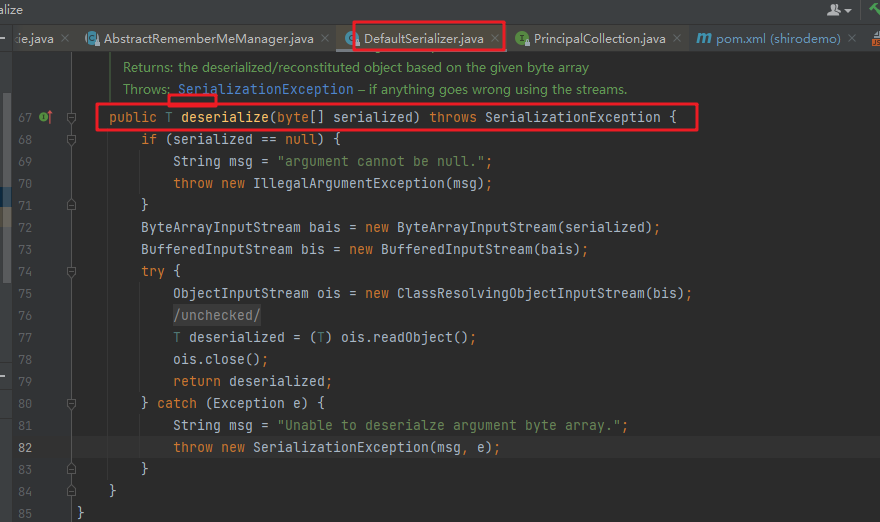 alize
ie.java × AbstractRememberMeManager.java × DefaultSerializer.java × PrincipalCollection.java × pom.xml (shirodemo) ×
Returns: the deserialized/reconstituted object based on the given byte array
Throws: SerializationException – if anything goes wrong using the streams.
67 public T deserialize(byte[] serialized) throws SerializationException {
68 if (serialized == null) {
69 String msg = "argument cannot be null.";
70 throw new IllegalArgumentException(msg);
71 }
72 ByteArrayInputStream bais = new ByteArrayInputStream(serialized);
73 BufferedInputStream bis = new BufferedInputStream(bais);
74 try {
75 ObjectInputStream ois = new ClassResolvingObjectInputStream(bis);
76 /unchecked/
77 T deserialized = (T) ois.readObject();
78 ois.close();
79 return deserialized;
80 } catch (Exception e) {
81 String msg = "Unable to deserialze argument byte array.";
82 throw new SerializationException(msg, e);
83 }
84 }
85 }